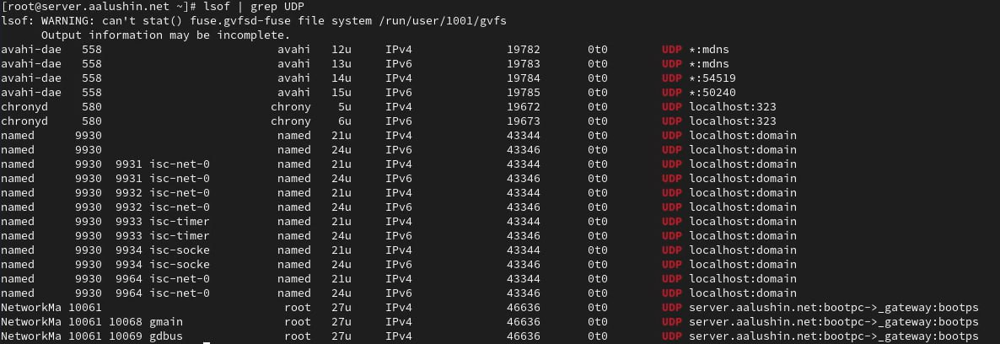 [root@server.aalushin.net ~]# lsof | grep UDP
lsof: WARNING: can't stat() fuse.gvfsd-fuse file system /run/user/1001/gvfs
      Output information may be incomplete.
avahi-dae   558                          avahi   12u     IPv4              19782       0t0        UDP *:mdns
avahi-dae   558                          avahi   13u     IPv6              19783       0t0        UDP *:mdns
avahi-dae   558                          avahi   14u     IPv4              19784       0t0        UDP *:54519
avahi-dae   558                          avahi   15u     IPv6              19785       0t0        UDP *:50240
chronyd     580                         chrony    5u     IPv4              19672       0t0        UDP localhost:323
chronyd     580                         chrony    6u     IPv6              19673       0t0        UDP localhost:323
named      9930                          named   21u     IPv4              43344       0t0        UDP localhost:domain
named      9930                          named   24u     IPv6              43346       0t0        UDP localhost:domain
named      9930  9931 isc-net-0          named   21u     IPv4              43344       0t0        UDP localhost:domain
named      9930  9931 isc-net-0          named   24u     IPv6              43346       0t0        UDP localhost:domain
named      9930  9932 isc-net-0          named   21u     IPv4              43344       0t0        UDP localhost:domain
named      9930  9932 isc-net-0          named   24u     IPv6              43346       0t0        UDP localhost:domain
named      9930  9933 isc-timer          named   21u     IPv4              43344       0t0        UDP localhost:domain
named      9930  9933 isc-timer          named   24u     IPv6              43346       0t0        UDP localhost:domain
named      9930  9934 isc-socke          named   21u     IPv4              43344       0t0        UDP localhost:domain
named      9930  9934 isc-socke          named   24u     IPv6              43346       0t0        UDP localhost:domain
named      9930  9964 isc-net-0          named   21u     IPv4              43344       0t0        UDP localhost:domain
named      9930  9964 isc-net-0          named   24u     IPv6              43346       0t0        UDP localhost:domain
NetworkMa 10061                           root   27u     IPv4              46636       0t0        UDP server.aalushin.net:bootpc->_gateway:bootps
NetworkMa 10061 10068 gmain               root   27u     IPv4              46636       0t0        UDP server.aalushin.net:bootpc->_gateway:bootps
NetworkMa 10061 10069 gdbus               root   27u     IPv4              46636       0t0        UDP server.aalushin.net:bootpc->_gateway:bootps